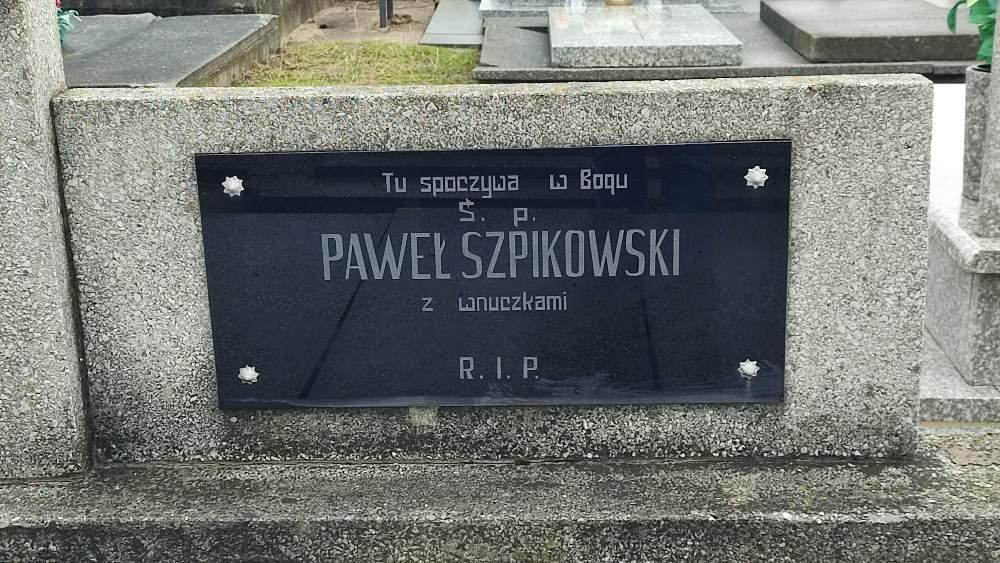 Tu spoczywa w Bogu
Ś. p.
PAWEŁ SZPIKOWSKI
z wnuczkami
R. I. P.